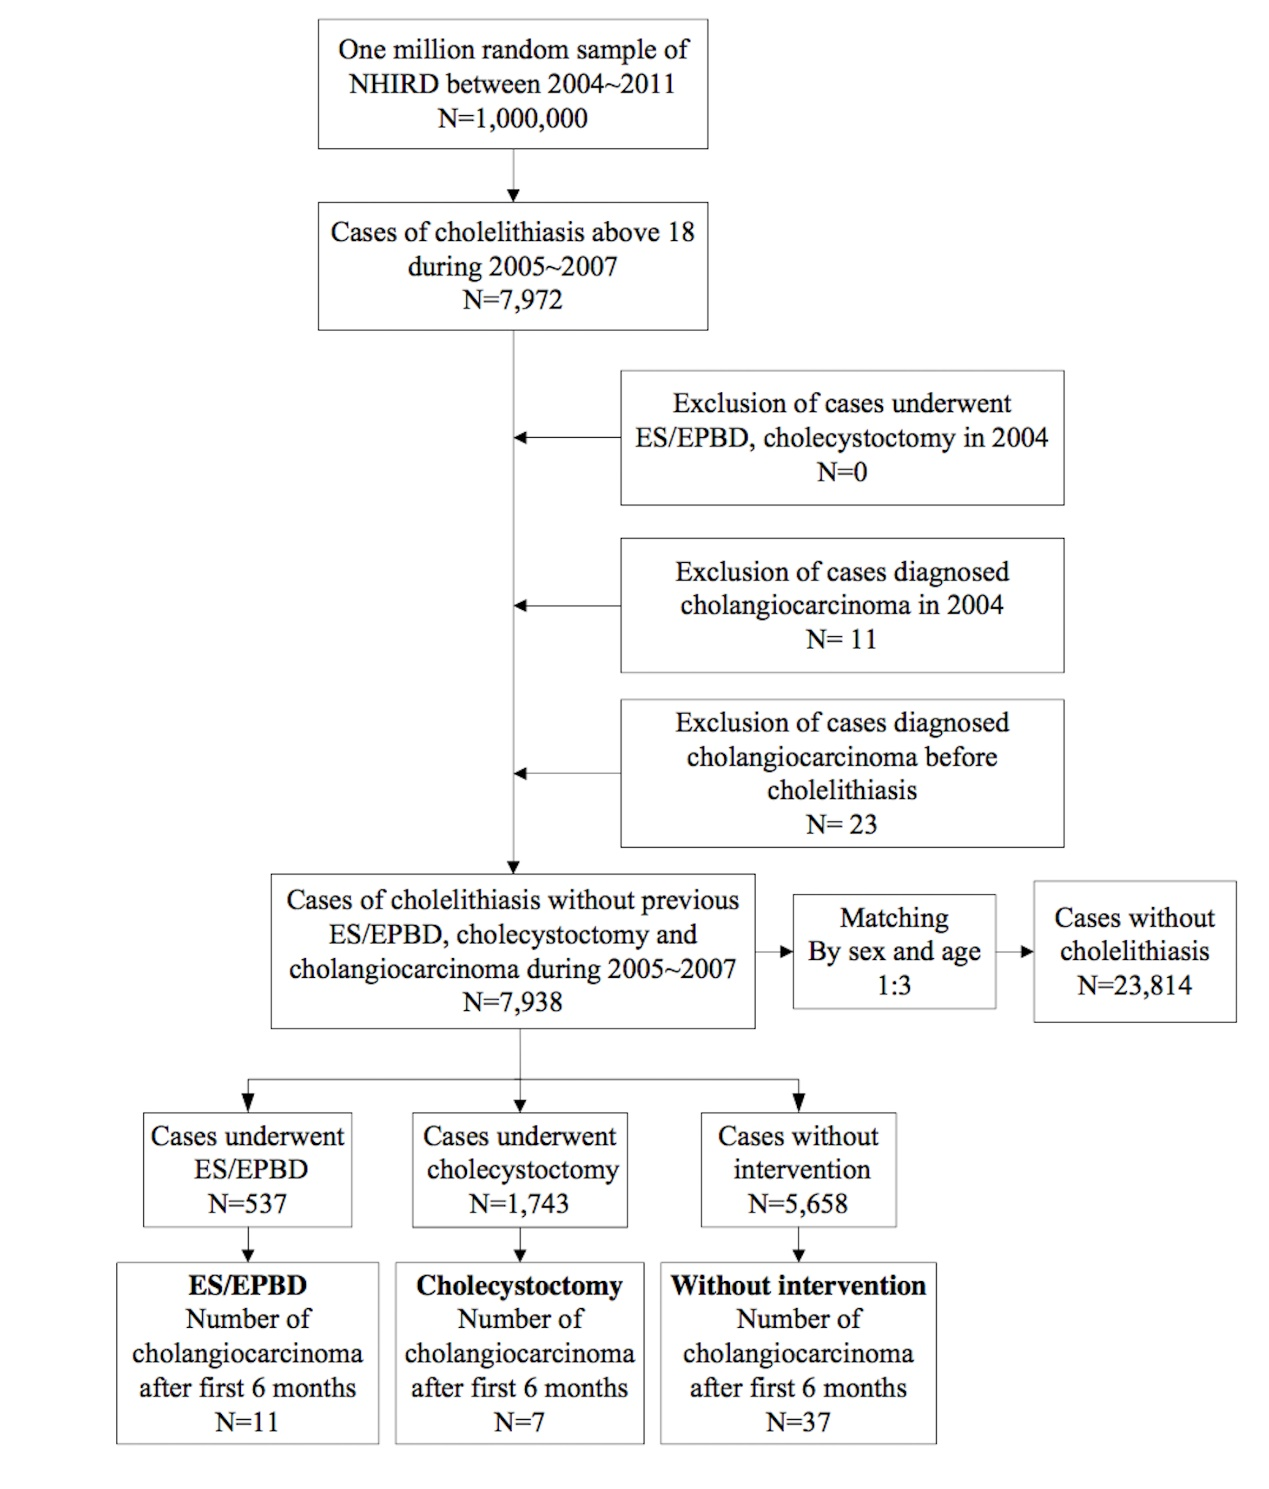 One million random sample of
NHIRD between 2004~2011
N=1,000,000
Cases of cholelithiasis above 18
during 2005~2007
N=7,972
Exclusion of cases underwent
ES/EPBD, cholecystoctomy in 2004
N=0
Exclusion of cases diagnosed
cholangiocarcinoma in 2004
N= 11
Exclusion of cases diagnosed
cholangiocarcinoma before
cholelithiasis
N= 23
Cases of cholelithiasis without previous
ES/EPBD, cholecystoctomy and
cholangiocarcinoma during 2005~2007
N=7,938
Matching
By sex and age
1:3
Cases without
cholelithiasis
N=23,814
Cases underwent
ES/EPBD
N=537
Cases underwent
cholecystoctomy
N=1,743
Cases without
intervention
N=5,658
ES/EPBD
Number of
cholangiocarcinoma
after first 6 months
N=11
Cholecystoctomy
Number of
cholangiocarcinoma
after first 6 months
N=7
Without intervention
Number of
cholangiocarcinoma
after first 6 months
N=37